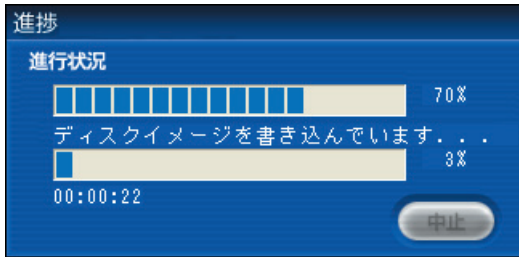 進捗
進行状況
70%
ディスクイメージを書き込んでいます...
3%
00:00:22
中止